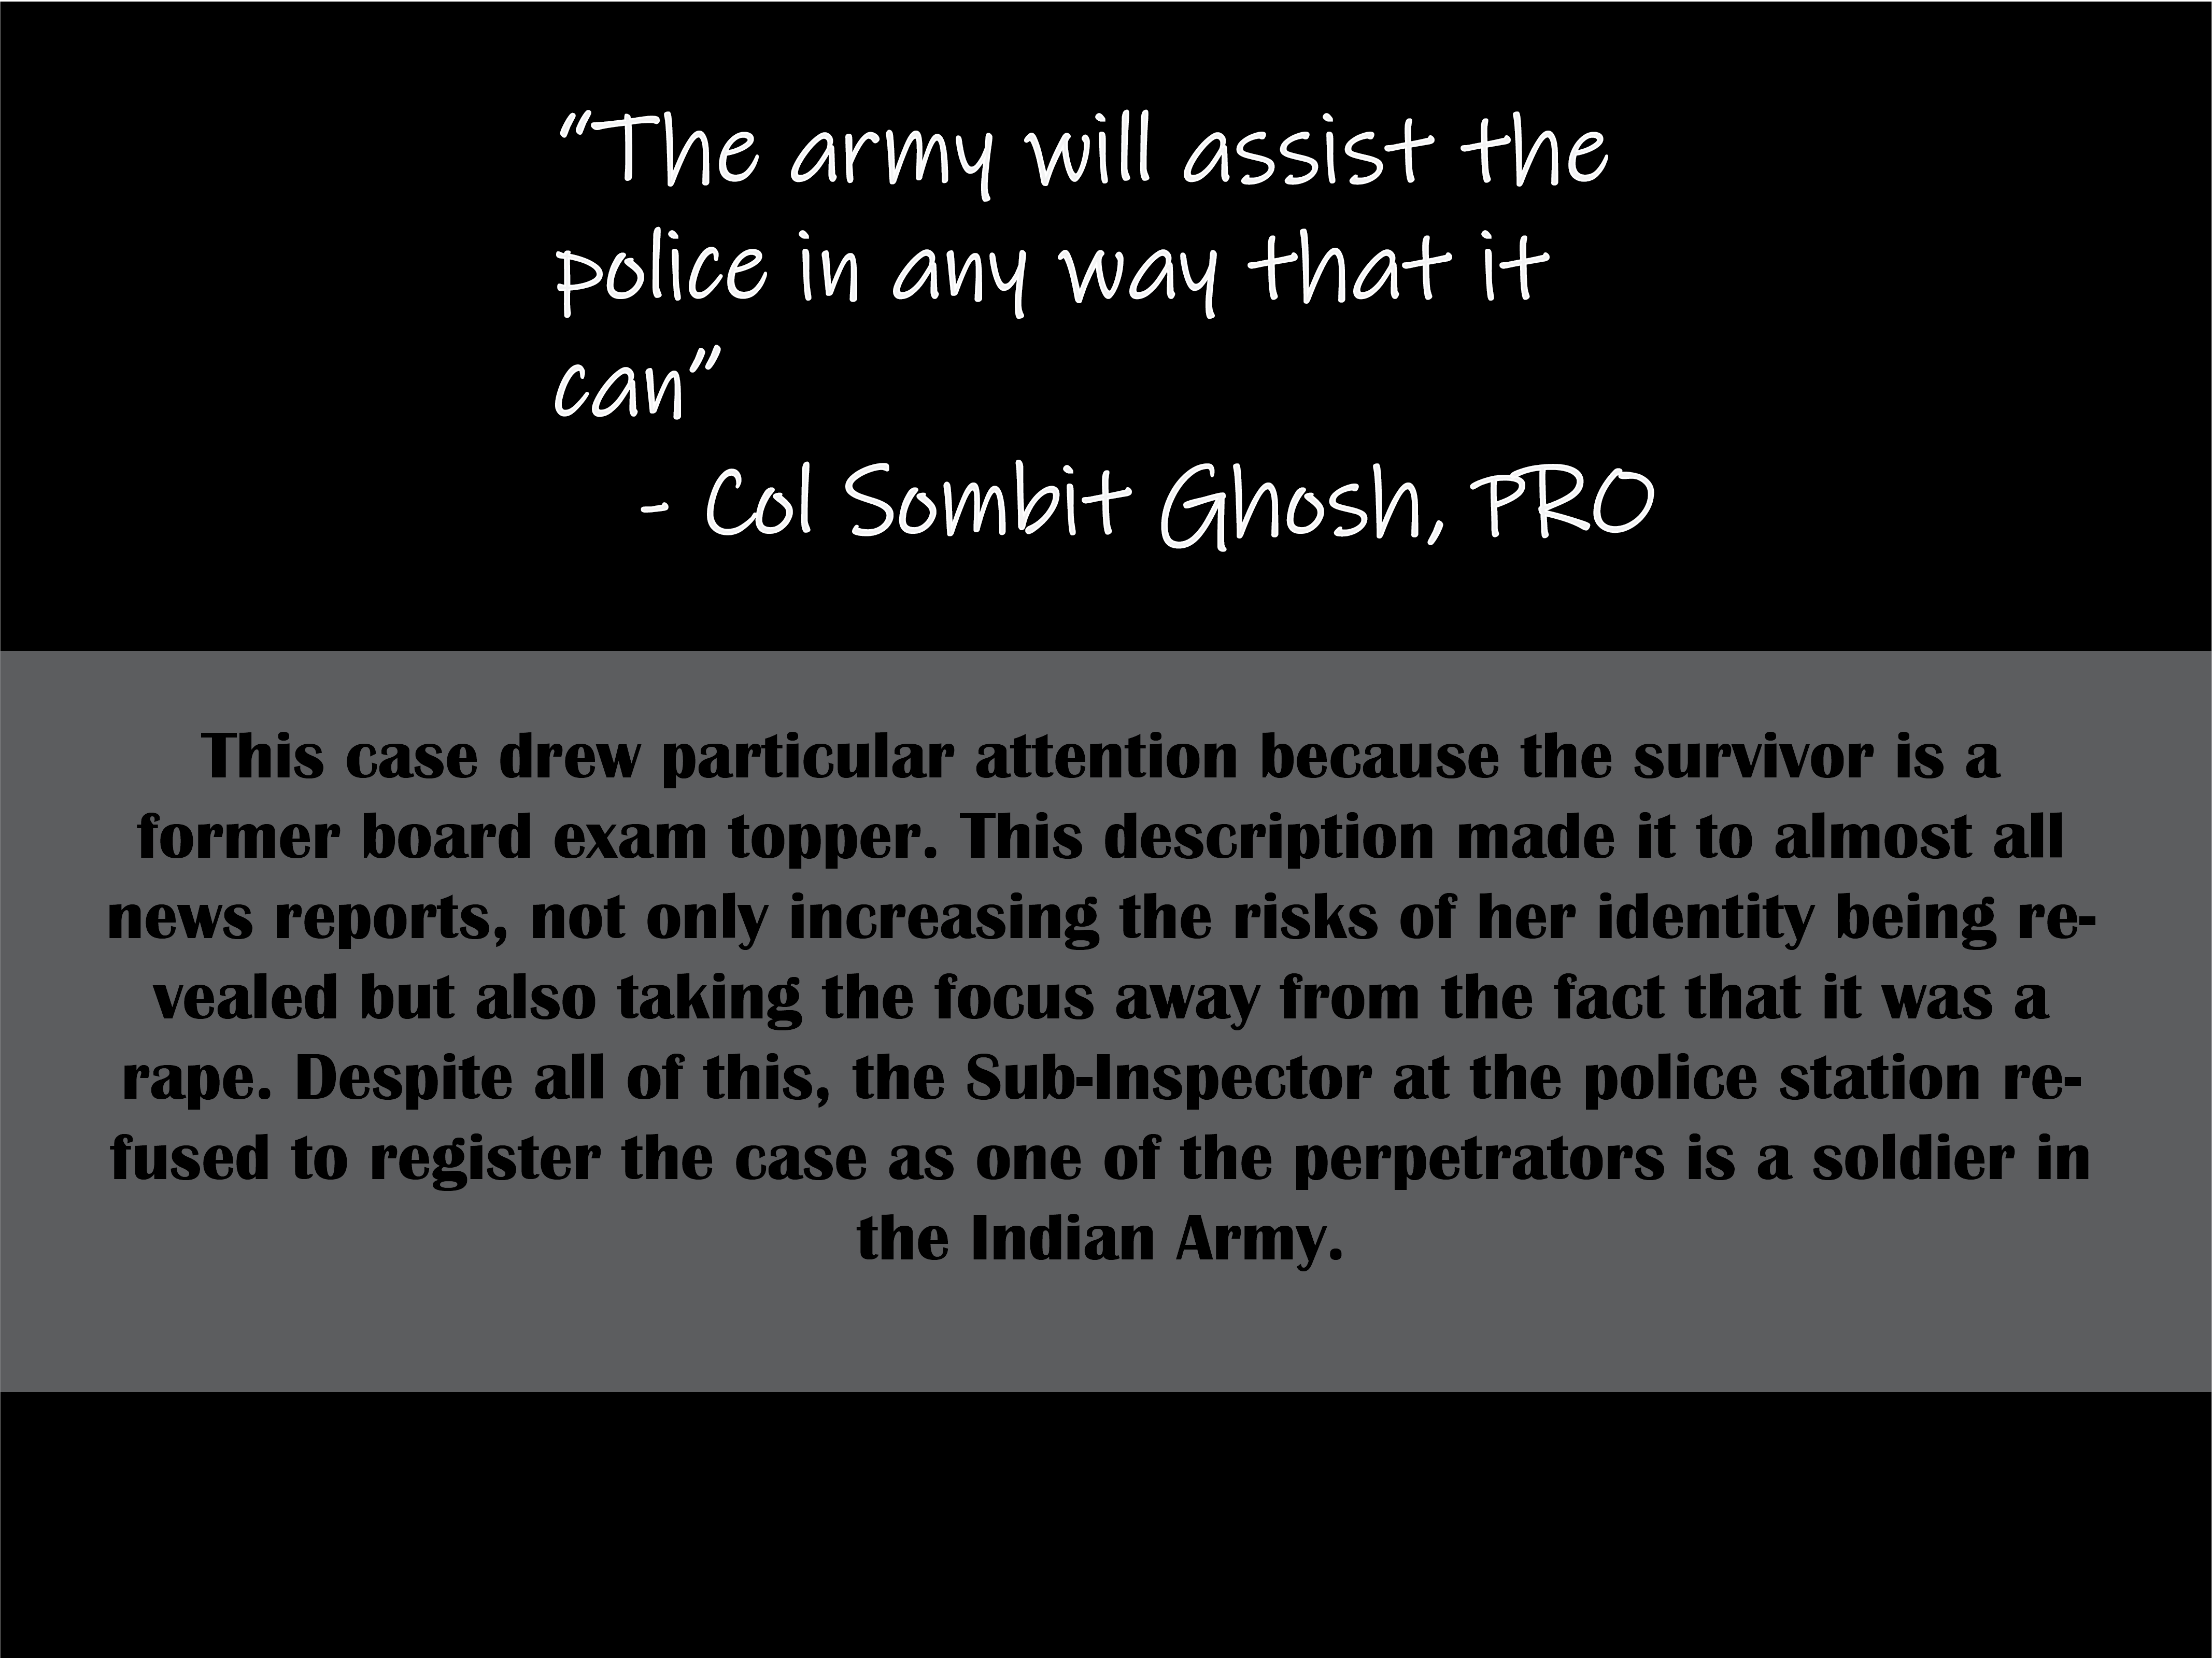 “The army will assist the
police in any way that it
can”
- Col Sombit Ghosh, PRO
This case drew particular attention because the survivor is a
former board exam topper. This description made it to almost all
news reports, not only increasing the risks of her identity being re-
vealed but also taking the focus away from the fact that it was a
rape. Despite all of this, the Sub-Inspector at the police station re-
fused to register the case as one of the perpetrators is a soldier in
the Indian Army.